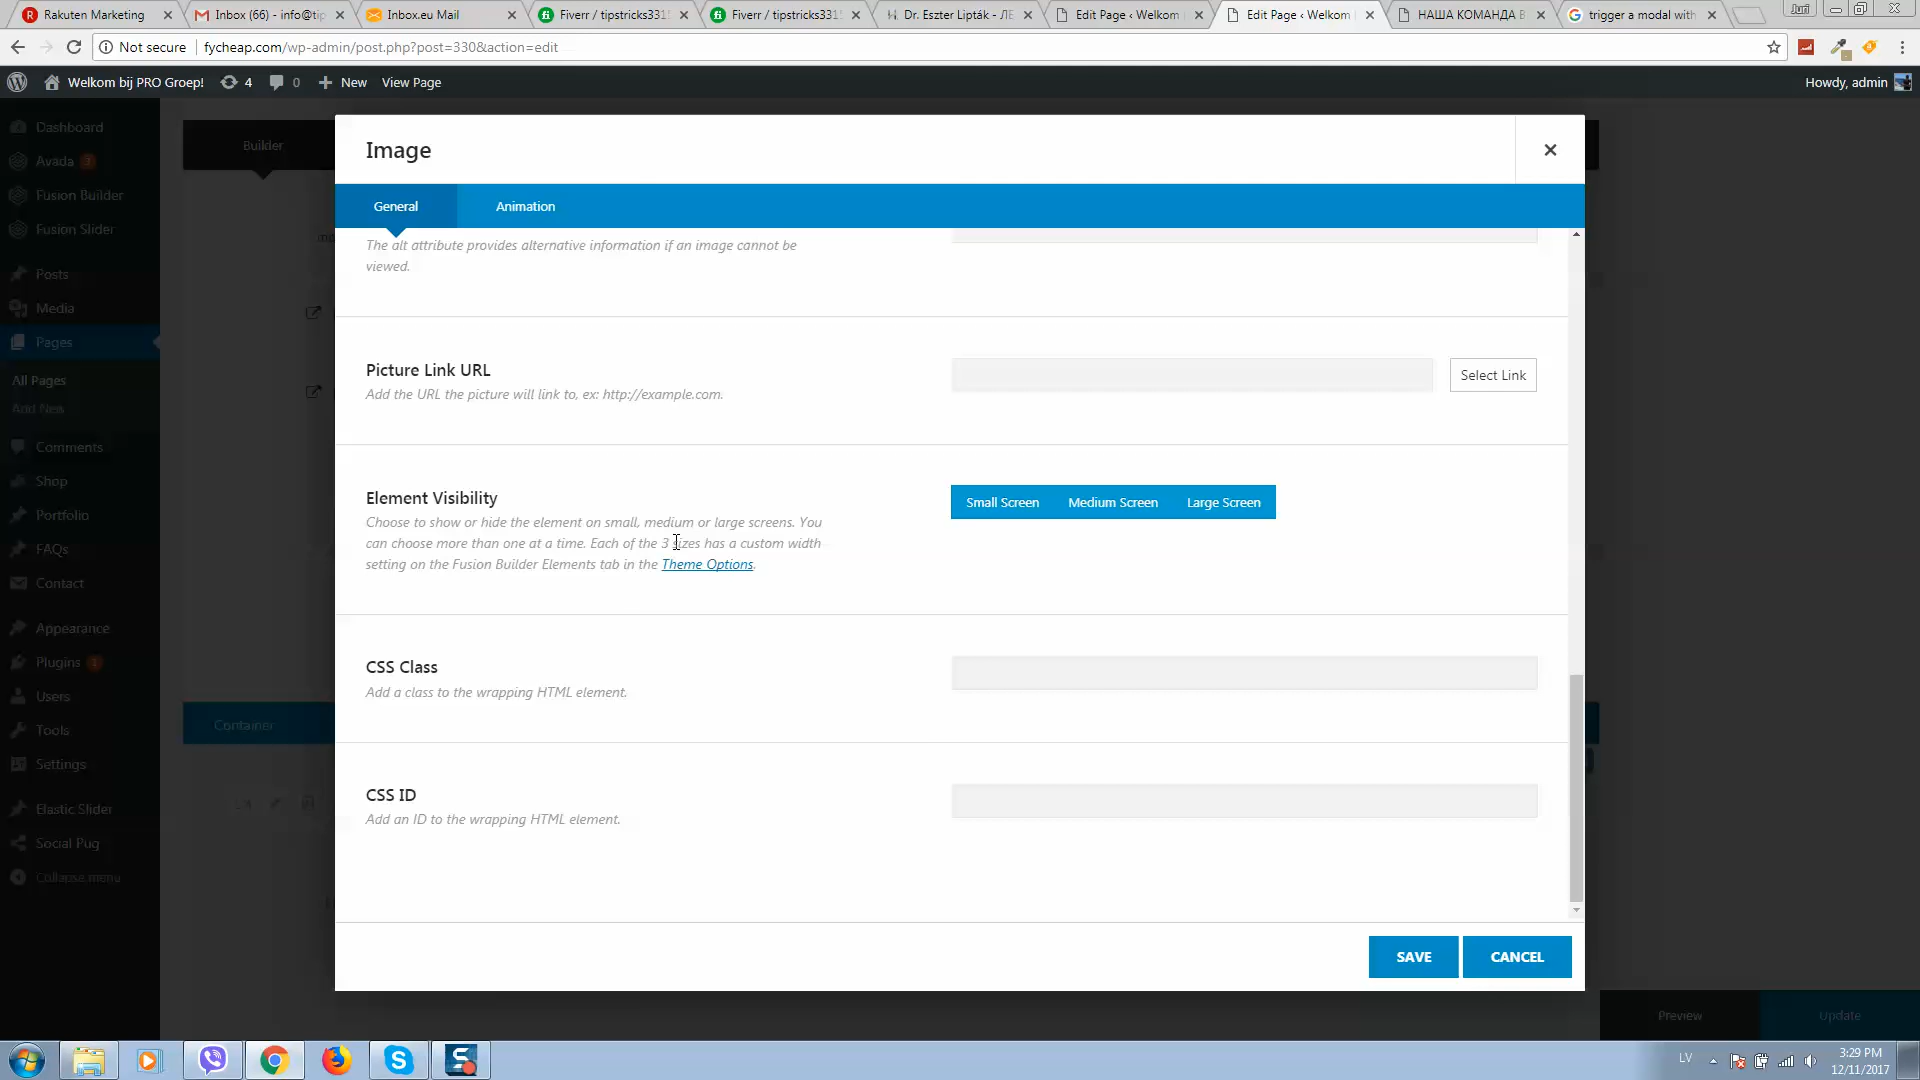 Rakuten Marketing
Inbox (66) - info@tip
Inbox.eu Mail
Fiverr / tipstricks3315
Fiverr / tipstricks3315
Dr. Eszter Lipták - ЛЕ
Edit Page ‹ Welkom
Edit Page ‹ Welkom
НАША КОМАНДА В
trigger a modal with
Juri
Not secure
fycheap.com/wp-admin/post.php?post=330&action=edit
Welkom bij PRO Groep!
4
0
New
View Page
Howdy, admin
Dashboard
Avada 3
Fusion Builder
Fusion Slider
Posts
Media
Pages
All Pages
Add New
Comments
Shop
Portfolio
FAQs
Contact
Appearance
Plugins 1
Users
Tools
Settings
Elastic Slider
Social Pug
Collapse menu
Builder
Container
Image
General
Animation
The alt attribute provides alternative information if an image cannot be
viewed.
Picture Link URL
Add the URL the picture will link to, ex: http://example.com.
Select Link
Element Visibility
Choose to show or hide the element on small, medium or large screens. You
can choose more than one at a time. Each of the 3 sizes has a custom width
setting on the Fusion Builder Elements tab in the Theme Options.
Small Screen
Medium Screen
Large Screen
CSS Class
Add a class to the wrapping HTML element.
CSS ID
Add an ID to the wrapping HTML element.
SAVE
CANCEL
Preview
Update
LV
3:29 PM
12/11/2017